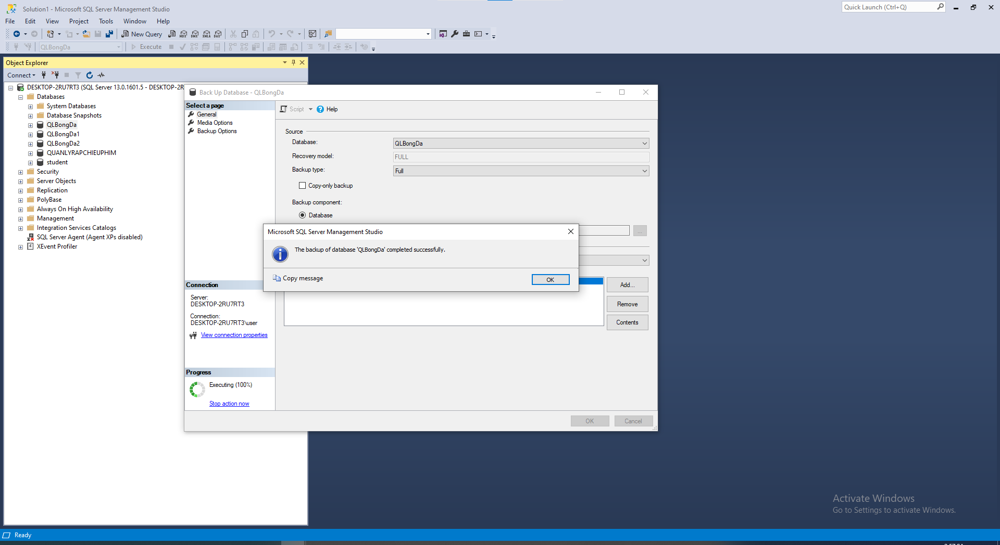 Solution1 - Microsoft SQL Server Management Studio
Quick Launch (Ctrl+Q)
File Edit View Project Tools Window Help
New Query
MDX DMX XMLA DAX
QLBongDa
Execute
Object Explorer
Connect
DESKTOP-2RU7RT3 (SQL Server 13.0.1601.5 - DESKTOP-2R
Databases
System Databases
Database Snapshots
QLBongDa
QLBongDa1
QLBongDa2
QUANLYRAPCHIEUPHIM
student
Security
Server Objects
Replication
PolyBase
Always On High Availability
Management
Integration Services Catalogs
SQL Server Agent (Agent XPs disabled)
XEvent Profiler
Back Up Database - QLBongDa
Select a page
General
Media Options
Backup Options
Script
Help
Source
Database:
QLBongDa
Recovery model:
FULL
Backup type:
Full
Copy-only backup
Backup component:
Database
...
Microsoft SQL Server Management Studio
The backup of database 'QLBongDa' completed successfully.
Copy message
OK
Add...
Remove
Contents
Connection
Server:
DESKTOP-2RU7RT3
Connection:
DESKTOP-2RU7RT3\user
View connection properties
Progress
Executing (100%)
Stop action now
OK
Cancel
Activate Windows
Go to Settings to activate Windows.
Ready